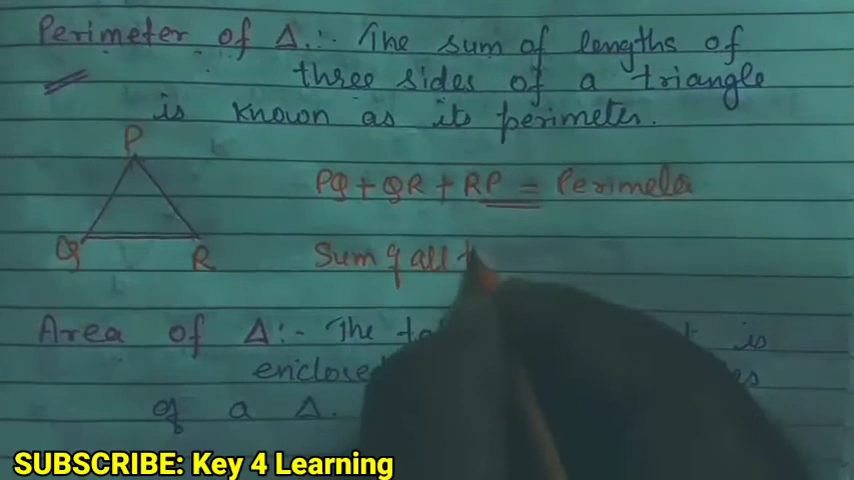 Perimeter of Δ :- The sum of lengths of
three sides of a triangle
is known as its perimeter.
P
PQ + QR + RP = Perimeter
Q R
Sum of all
Area of Δ :- The is
enclosed
of a Δ.
SUBSCRIBE: Key 4 Learning